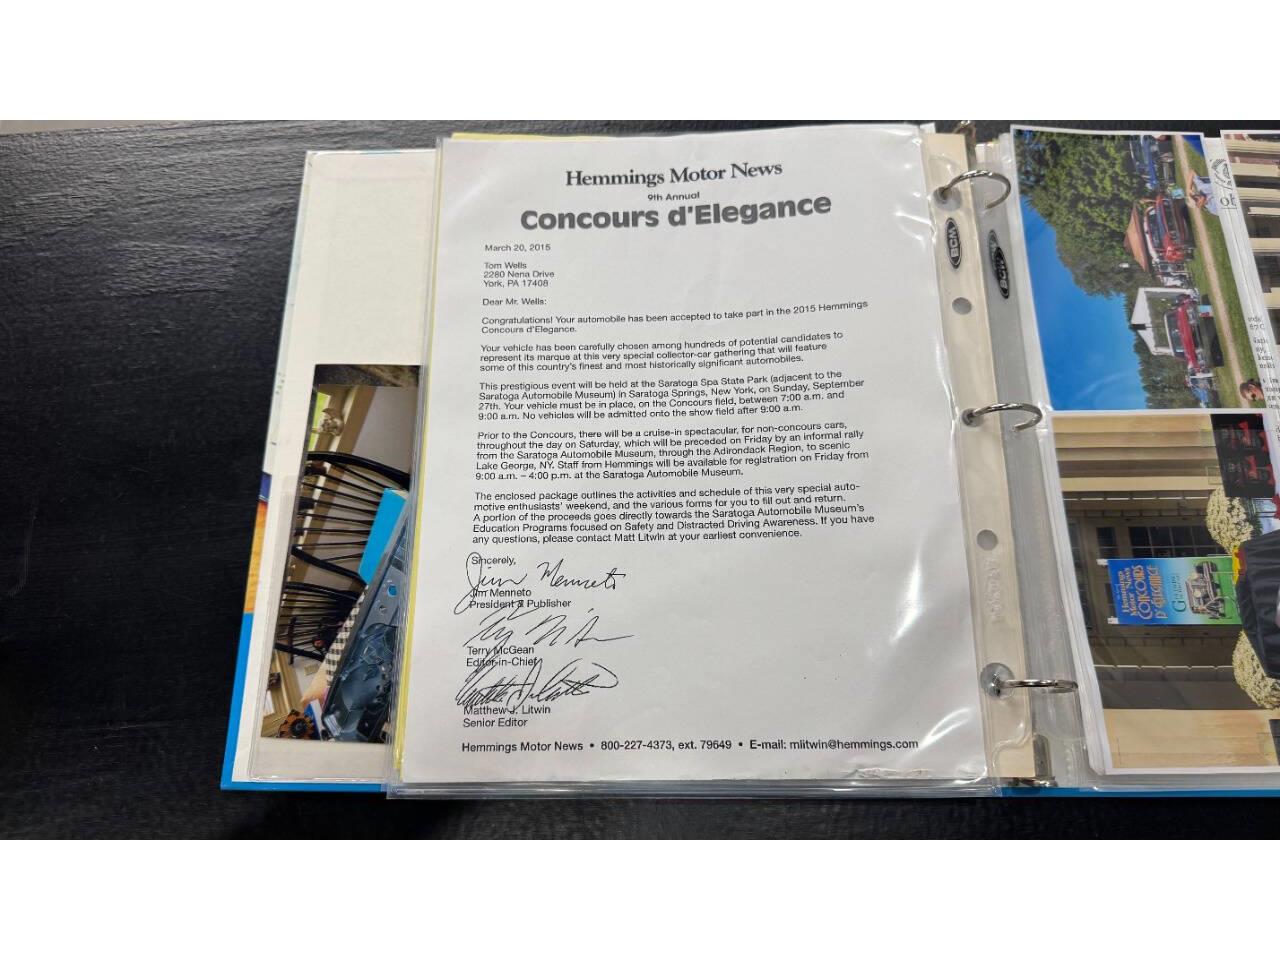 Hemmings Motor News
9th Annual
Concours d'Elegance
March 20, 2015
Tom Wells
2280 Nena Drive
York, PA 17408
Dear Mr. Wells:
Congratulations! Your automobile has been accepted to take part in the 2015 Hemmings
Concours d'Elegance.
Your vehicle has been carefully chosen among hundreds of potential candidates to
represent its marque at this very special collector-car gathering that will feature
some of this country's finest and most historically significant automobiles.
This prestigious event will be held at the Saratoga Spa State Park (adjacent to the
Saratoga Automobile Museum) in Saratoga Springs, New York, on Sunday, September
27th. Your vehicle must be in place, on the Concours field, between 7:00 a.m. and
9:00 a.m. No vehicles will be admitted onto the show field after 9:00 a.m.
Prior to the Concours, there will be a cruise-in spectacular, for non-concours cars,
throughout the day on Saturday, which will be preceded on Friday by an informal rally
from the Saratoga Automobile Museum, through the Adirondack Region, to scenic
Lake George, NY. Staff from Hemmings will be available for registration on Friday from
9:00 a.m. – 4:00 p.m. at the Saratoga Automobile Museum.
The enclosed package outlines the activities and schedule of this very special auto-
motive enthusiasts' weekend, and the various forms for you to fill out and return.
A portion of the proceeds goes directly towards the Saratoga Automobile Museum's
Education Programs focused on Safety and Distracted Driving Awareness. If you have
any questions, please contact Matt Litwin at your earliest convenience.
Sincerely,
Jim Menneto
Jim Menneto
President & Publisher
Terry McGean
Editor-in-Chief
Matthew J. Litwin
Senior Editor
Hemmings Motor News • 800-227-4373, ext. 79649 • E-mail: mlitwin@hemmings.com
BCW
BCW
Hemmings
Motor News
CONCOURS
D'ELEGANCE